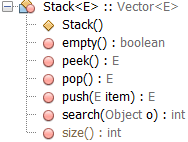 Stack<E> :: Vector<E>
Stack()
empty() : boolean
peek() : E
pop() : E
push(E item) : E
search(Object o) : int
size() : int